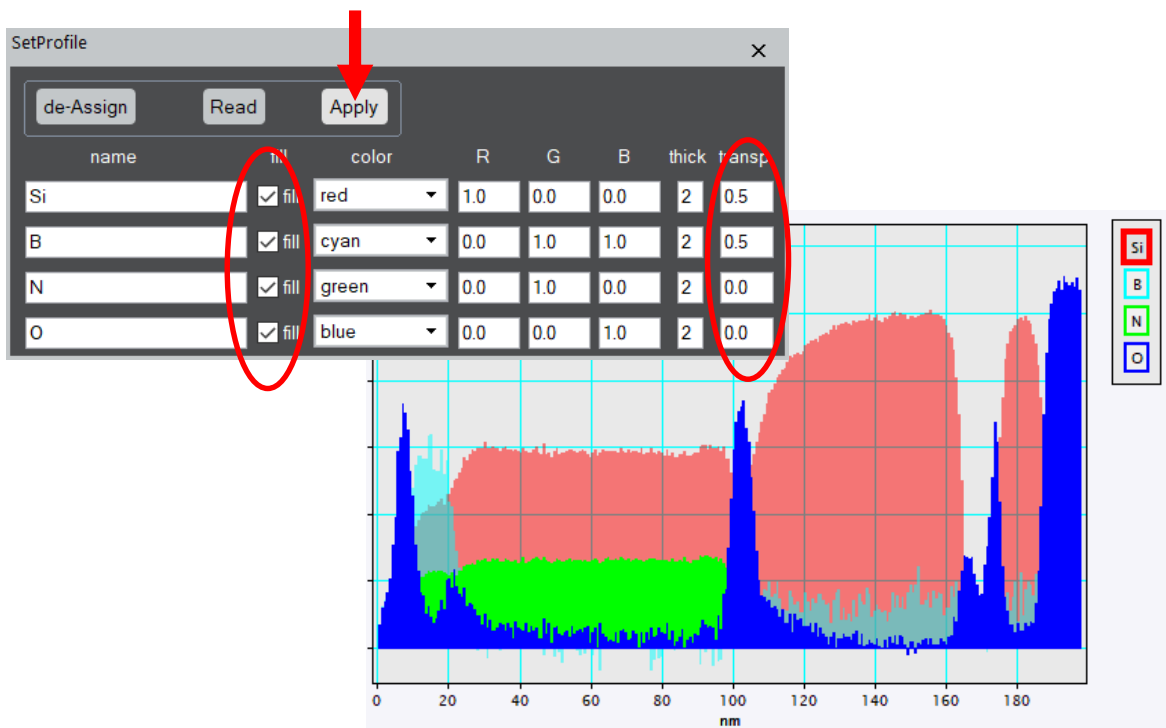 SetProfile ×
de-Assign Read Apply
name fill color R G B thick transp
Si fill red 1.0 0.0 0.0 2 0.5
B fill cyan 0.0 1.0 1.0 2 0.5
N fill green 0.0 1.0 0.0 2 0.0
O fill blue 0.0 0.0 1.0 2 0.0
Si
B
N
O
0 20 40 60 80 100 120 140 160 180
nm